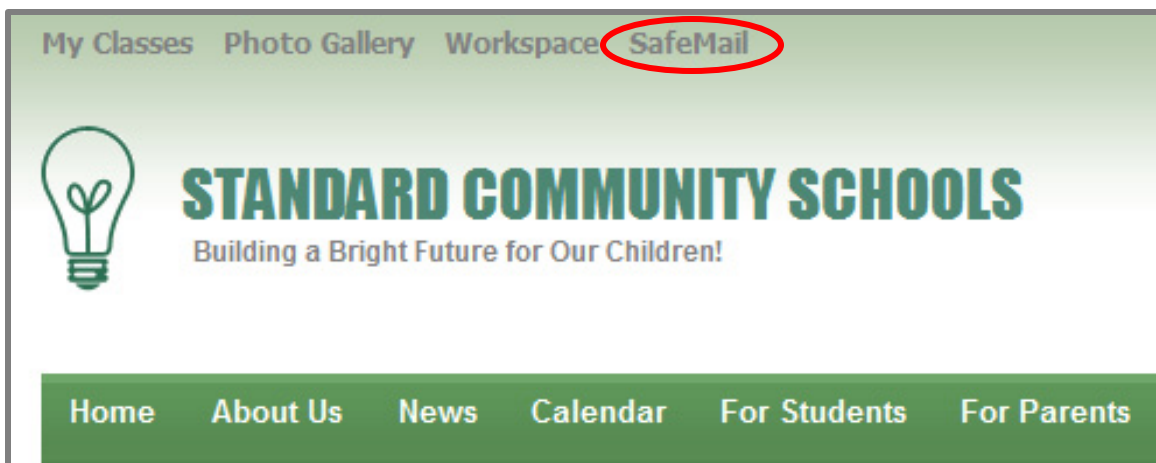 My Classes Photo Gallery Workspace SafeMail
STANDARD COMMUNITY SCHOOLS
Building a Bright Future for Our Children!
Home About Us News Calendar For Students For Parents